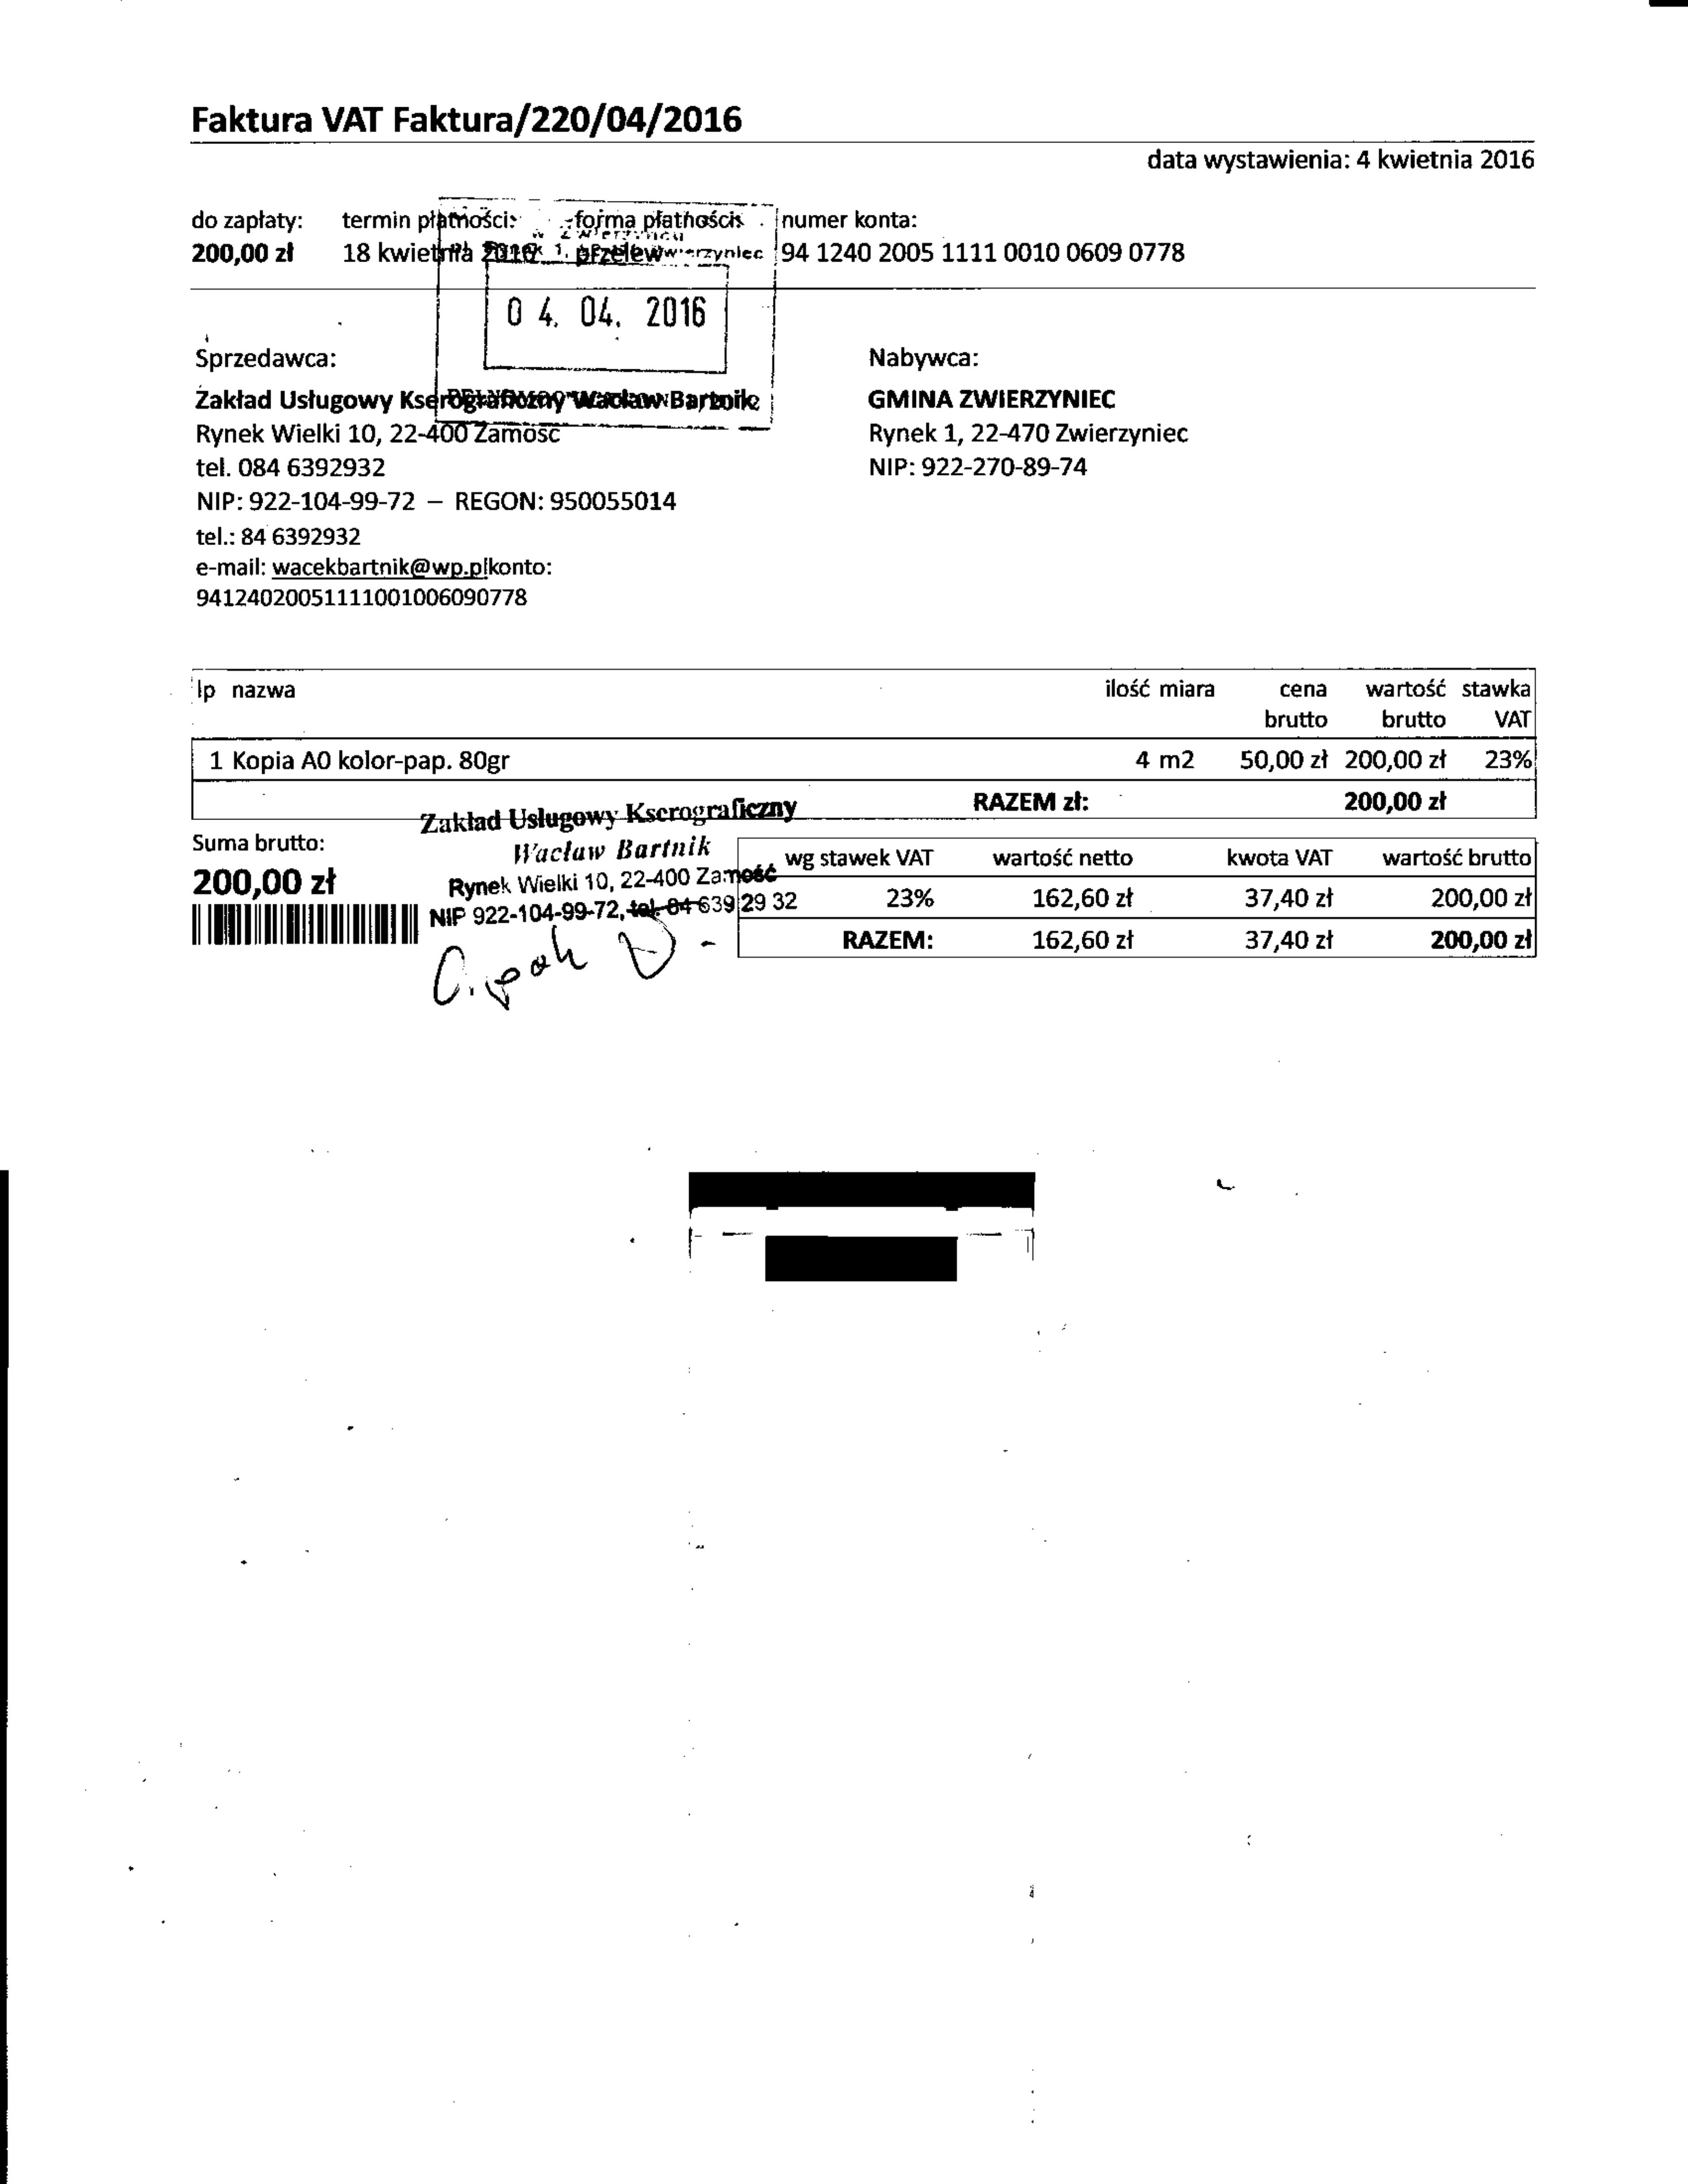 Faktura VAT Faktura/220/04/2016
data wystawienia: 4 kwietnia 2016
do zapłaty: termin płatności: forma płatności: numer konta:
200,00 zł 18 kwietnia 2016 przelew 94 1240 2005 1111 0010 0609 0778
04. 04. 2016
Sprzedawca:
Zakład Usługowy Kserograficzny Wacław Bartnik
Rynek Wielki 10, 22-400 Zamość
tel. 084 6392932
NIP: 922-104-99-72 – REGON: 950055014
tel.: 84 6392932
e-mail: wacekbartnik@wp.plkonto:
94124020051111001006090778
Nabywca:
GMINA ZWIERZYNIEC
Rynek 1, 22-470 Zwierzyniec
NIP: 922-270-89-74
lp nazwa ilość miara cena wartość stawka
brutto brutto VAT
1 Kopia A0 kolor-pap. 80gr 4 m2 50,00 zł 200,00 zł 23%
RAZEM zł: 200,00 zł
Suma brutto:
200,00 zł
Zakład Usługowy Kserograficzny
Wacław Bartnik
Rynek Wielki 10, 22-400 Zamość
NIP 922-104-99-72, tel. 84 639 29 32
wg stawek VAT wartość netto kwota VAT wartość brutto
23% 162,60 zł 37,40 zł 200,00 zł
RAZEM: 162,60 zł 37,40 zł 200,00 zł